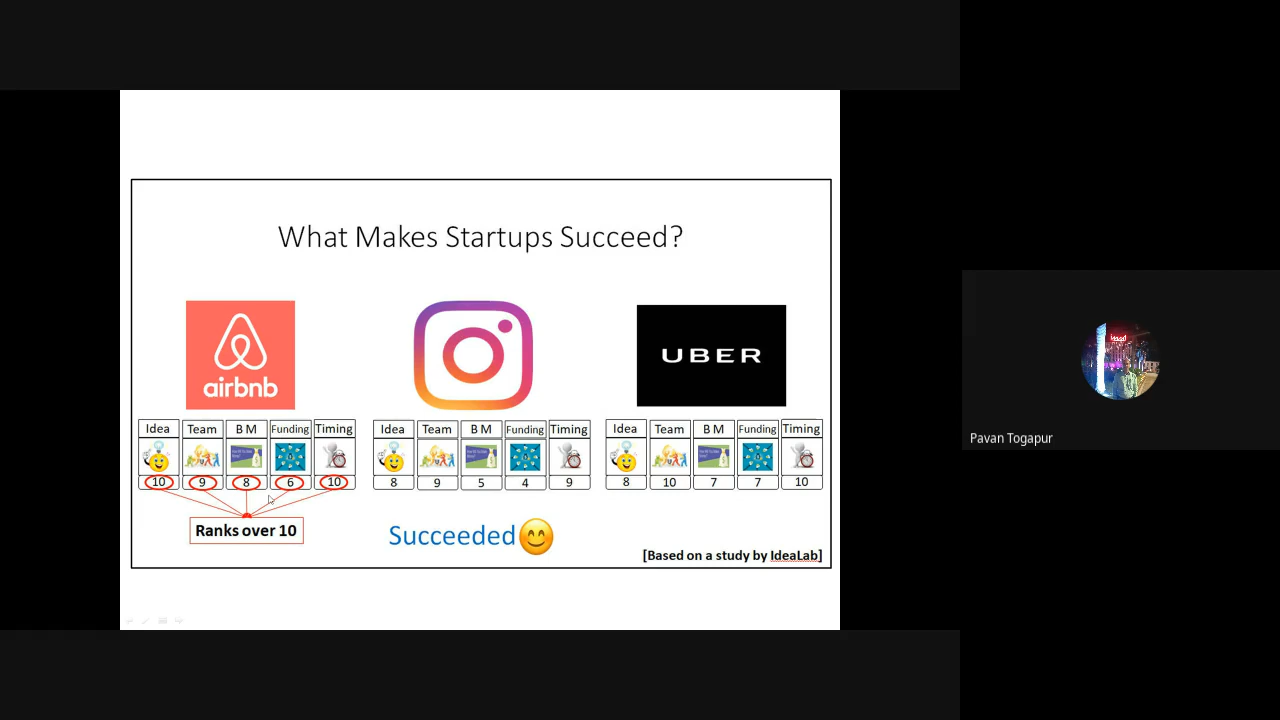 What Makes Startups Succeed?
airbnb
UBER
Idea Team B M Funding Timing
10 9 8 6 10
Idea Team B M Funding Timing
8 9 5 4 9
Idea Team B M Funding Timing
8 10 7 7 10
Ranks over 10
Succeeded
[Based on a study by IdeaLab]
Pavan Togapur